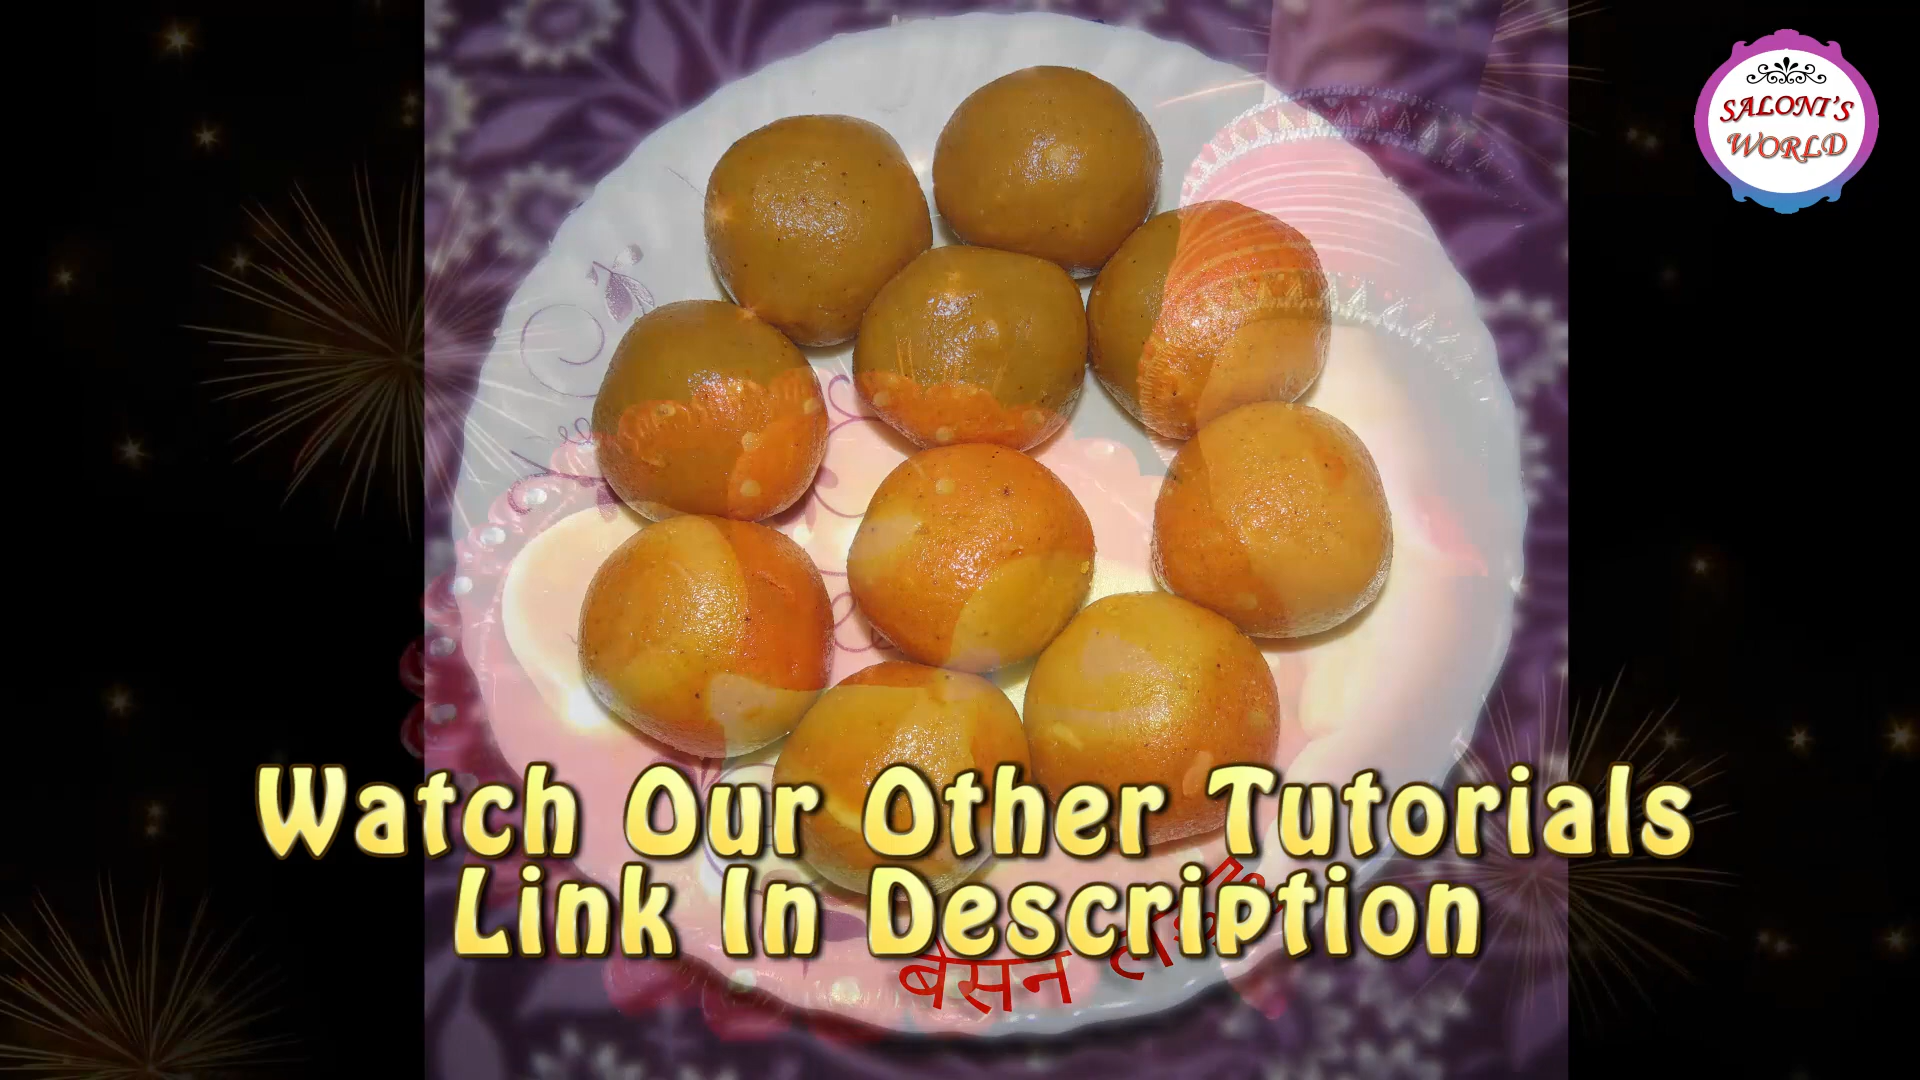 SALONI'S
WORLD
Watch Our Other Tutorials
Link In Description
बेसन